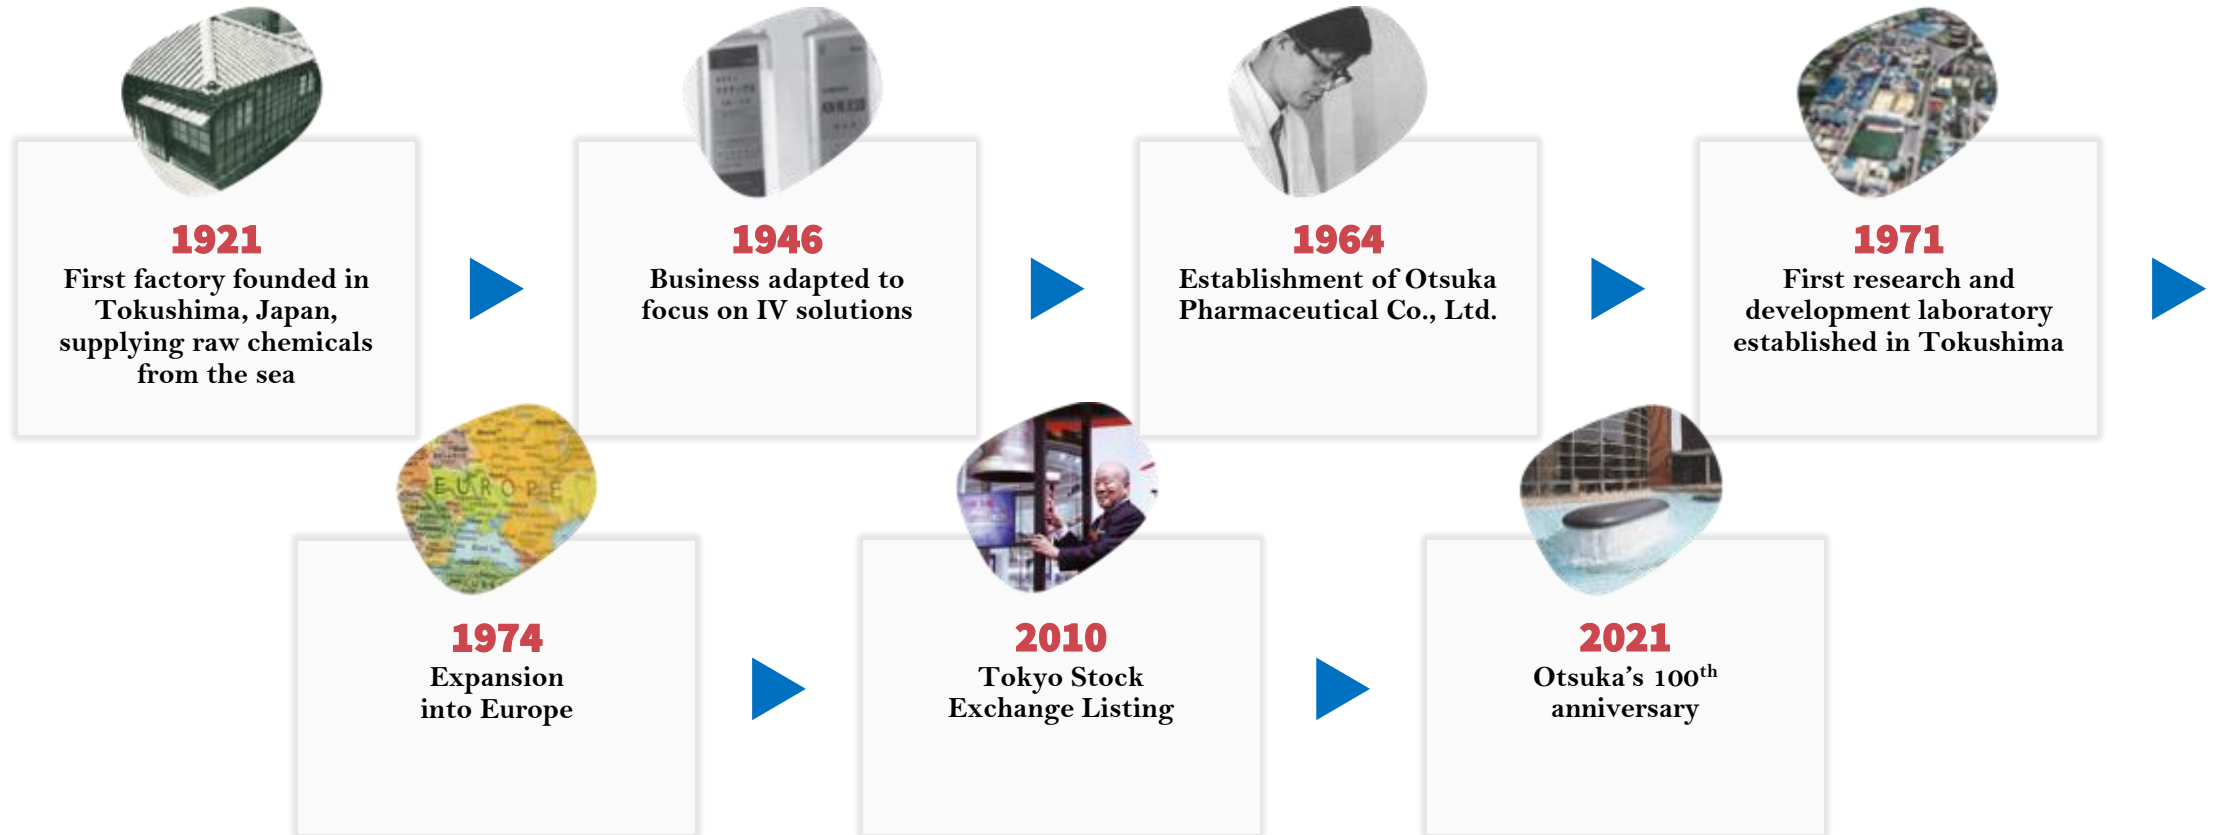 1921
First factory founded in
Tokushima, Japan,
supplying raw chemicals
from the sea
1946
Business adapted to
focus on IV solutions
1964
Establishment of Otsuka
Pharmaceutical Co., Ltd.
1971
First research and
development laboratory
established in Tokushima
EUROPE
1974
Expansion
into Europe
2010
Tokyo Stock
Exchange Listing
2021
Otsuka’s 100th
anniversary